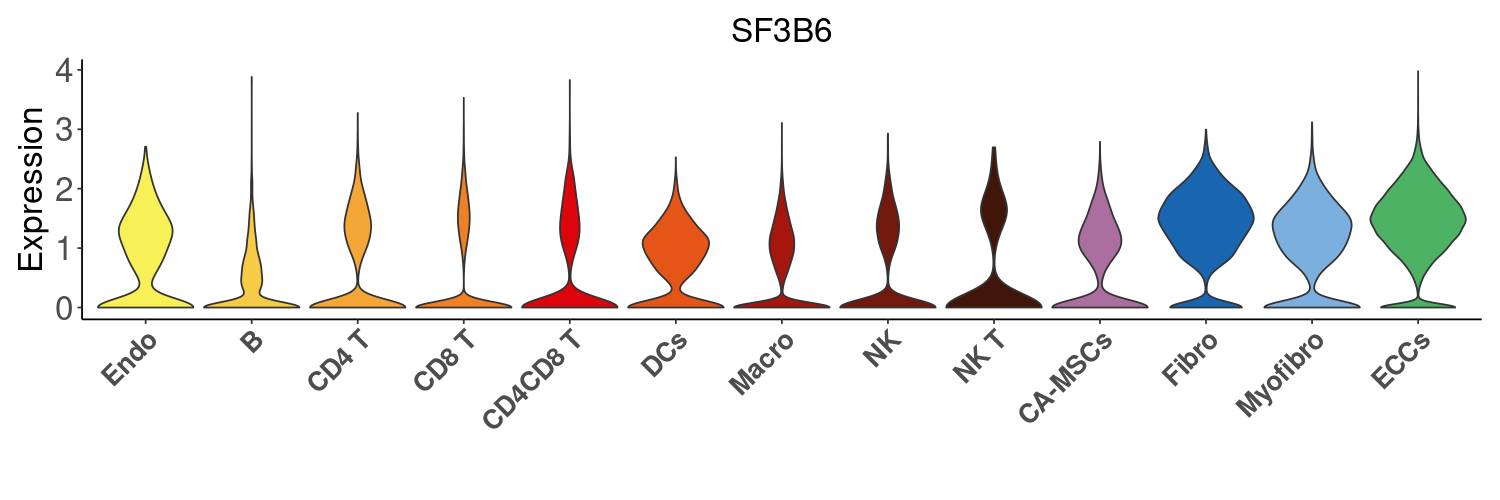 SF3B6
Expression
4
3
2
1
0
Endo
B
CD4 T
CD8 T
CD4CD8 T
DCs
Macro
NK
NK T
CA-MSCs
Fibro
Myofibro
ECCs